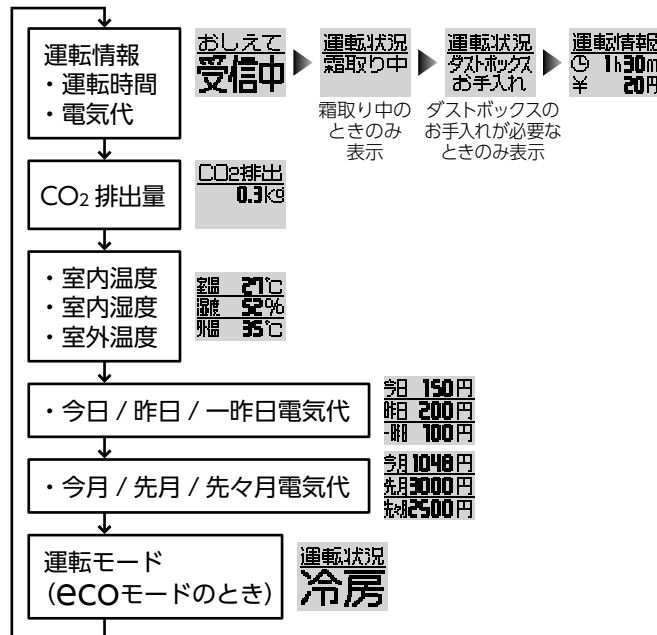 運転情報
・運転時間
・電気代
おしえて
受信中
運転状況
霜取り中
霜取り中の
ときのみ
表示
運転状況
ダストボックス
お手入れ
ダストボックスの
お手入れが必要な
ときのみ表示
運転情報
1h30m
¥ 20円
CO2 排出量
CO2排出
0.3kg
・室内温度
・室内湿度
・室外温度
室温 27℃
湿度 52%
外温 35℃
・今日 / 昨日 / 一昨日電気代
今日 150円
昨日 200円
一昨日 100円
・今月 / 先月 / 先々月電気代
今月1048円
先月3000円
先々月2500円
運転モード
（ecoモードのとき）
運転状況
冷房